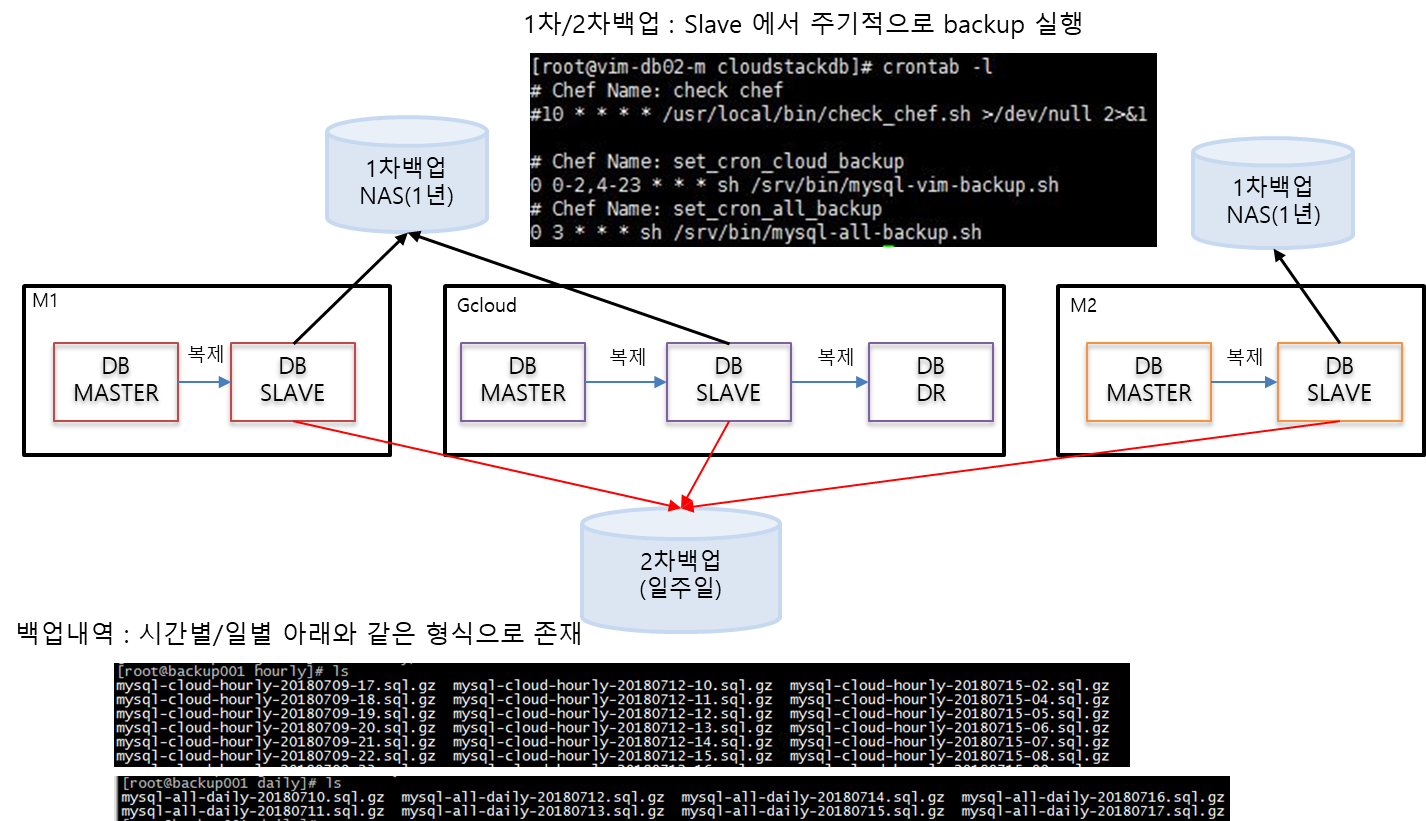 1차/2차백업 : Slave 에서 주기적으로 backup 실행
[root@vim-db02-m cloudstackdb]# crontab -l
# Chef Name: check chef
#10 * * * * /usr/local/bin/check_chef.sh >/dev/null 2>&1
# Chef Name: set_cron_cloud_backup
0 0-2,4-23 * * * sh /srv/bin/mysql-vim-backup.sh
# Chef Name: set_cron_all_backup
0 3 * * * sh /srv/bin/mysql-all-backup.sh
1차백업
NAS(1년)
1차백업
NAS(1년)
M1
DB
MASTER
복제
DB
SLAVE
Gcloud
DB
MASTER
복제
DB
SLAVE
복제
DB
DR
M2
DB
MASTER
복제
DB
SLAVE
2차백업
(일주일)
백업내역 : 시간별/일별 아래와 같은 형식으로 존재
[root@backup001 hourly]# ls
mysql-cloud-hourly-20180709-17.sql.gz mysql-cloud-hourly-20180712-10.sql.gz mysql-cloud-hourly-20180715-02.sql.gz
mysql-cloud-hourly-20180709-18.sql.gz mysql-cloud-hourly-20180712-11.sql.gz mysql-cloud-hourly-20180715-04.sql.gz
mysql-cloud-hourly-20180709-19.sql.gz mysql-cloud-hourly-20180712-12.sql.gz mysql-cloud-hourly-20180715-05.sql.gz
mysql-cloud-hourly-20180709-20.sql.gz mysql-cloud-hourly-20180712-13.sql.gz mysql-cloud-hourly-20180715-06.sql.gz
mysql-cloud-hourly-20180709-21.sql.gz mysql-cloud-hourly-20180712-14.sql.gz mysql-cloud-hourly-20180715-07.sql.gz
mysql-cloud-hourly-20180709-22.sql.gz mysql-cloud-hourly-20180712-15.sql.gz mysql-cloud-hourly-20180715-08.sql.gz
[root@backup001 daily]# ls
mysql-all-daily-20180710.sql.gz mysql-all-daily-20180712.sql.gz mysql-all-daily-20180714.sql.gz mysql-all-daily-20180716.sql.gz
mysql-all-daily-20180711.sql.gz mysql-all-daily-20180713.sql.gz mysql-all-daily-20180715.sql.gz mysql-all-daily-20180717.sql.gz